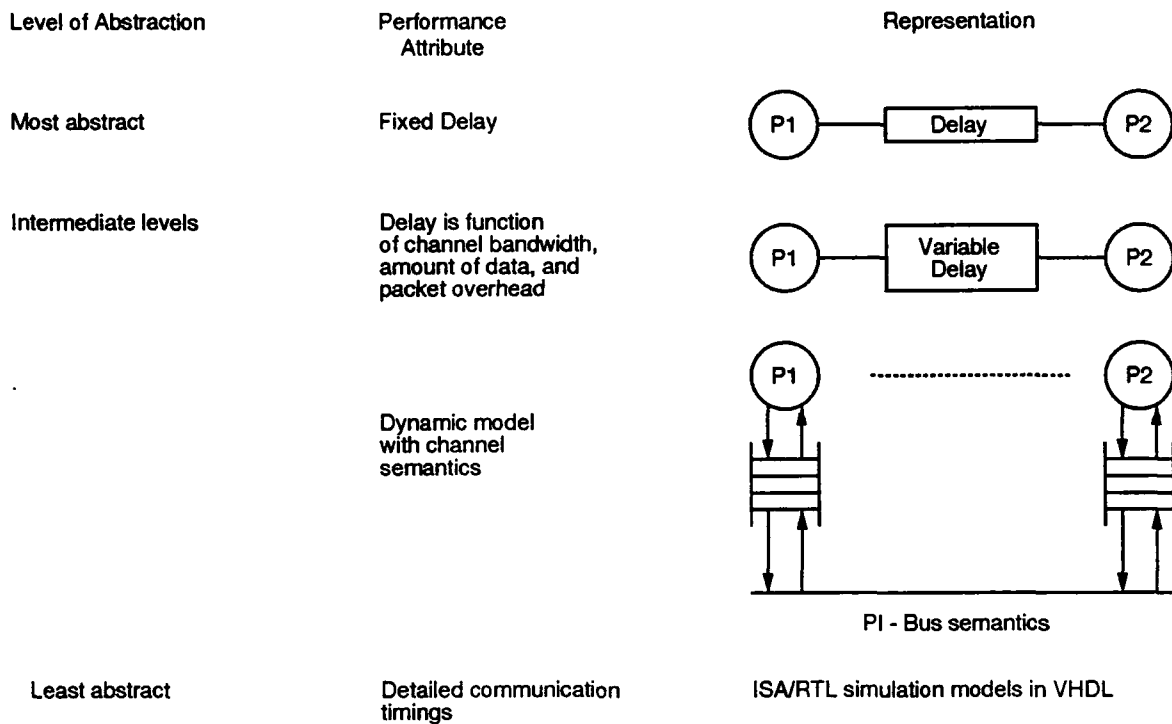 Level of Abstraction
Performance
Attribute
Representation
Most abstract
Fixed Delay
P1
Delay
P2
Intermediate levels
Delay is function
of channel bandwidth,
amount of data, and
packet overhead
P1
Variable
Delay
P2
Dynamic model
with channel
semantics
P1
P2
PI - Bus semantics
Least abstract
Detailed communication
timings
ISA/RTL simulation models in VHDL